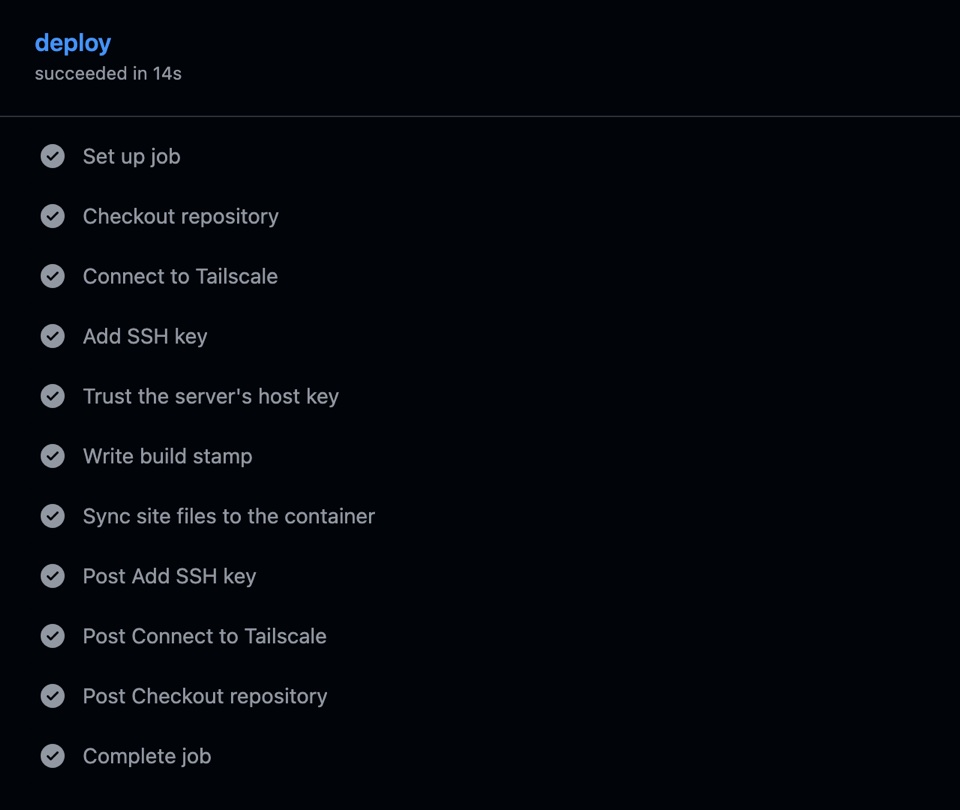 deploy
succeeded in 14s
Set up job
Checkout repository
Connect to Tailscale
Add SSH key
Trust the server's host key
Write build stamp
Sync site files to the container
Post Add SSH key
Post Connect to Tailscale
Post Checkout repository
Complete job